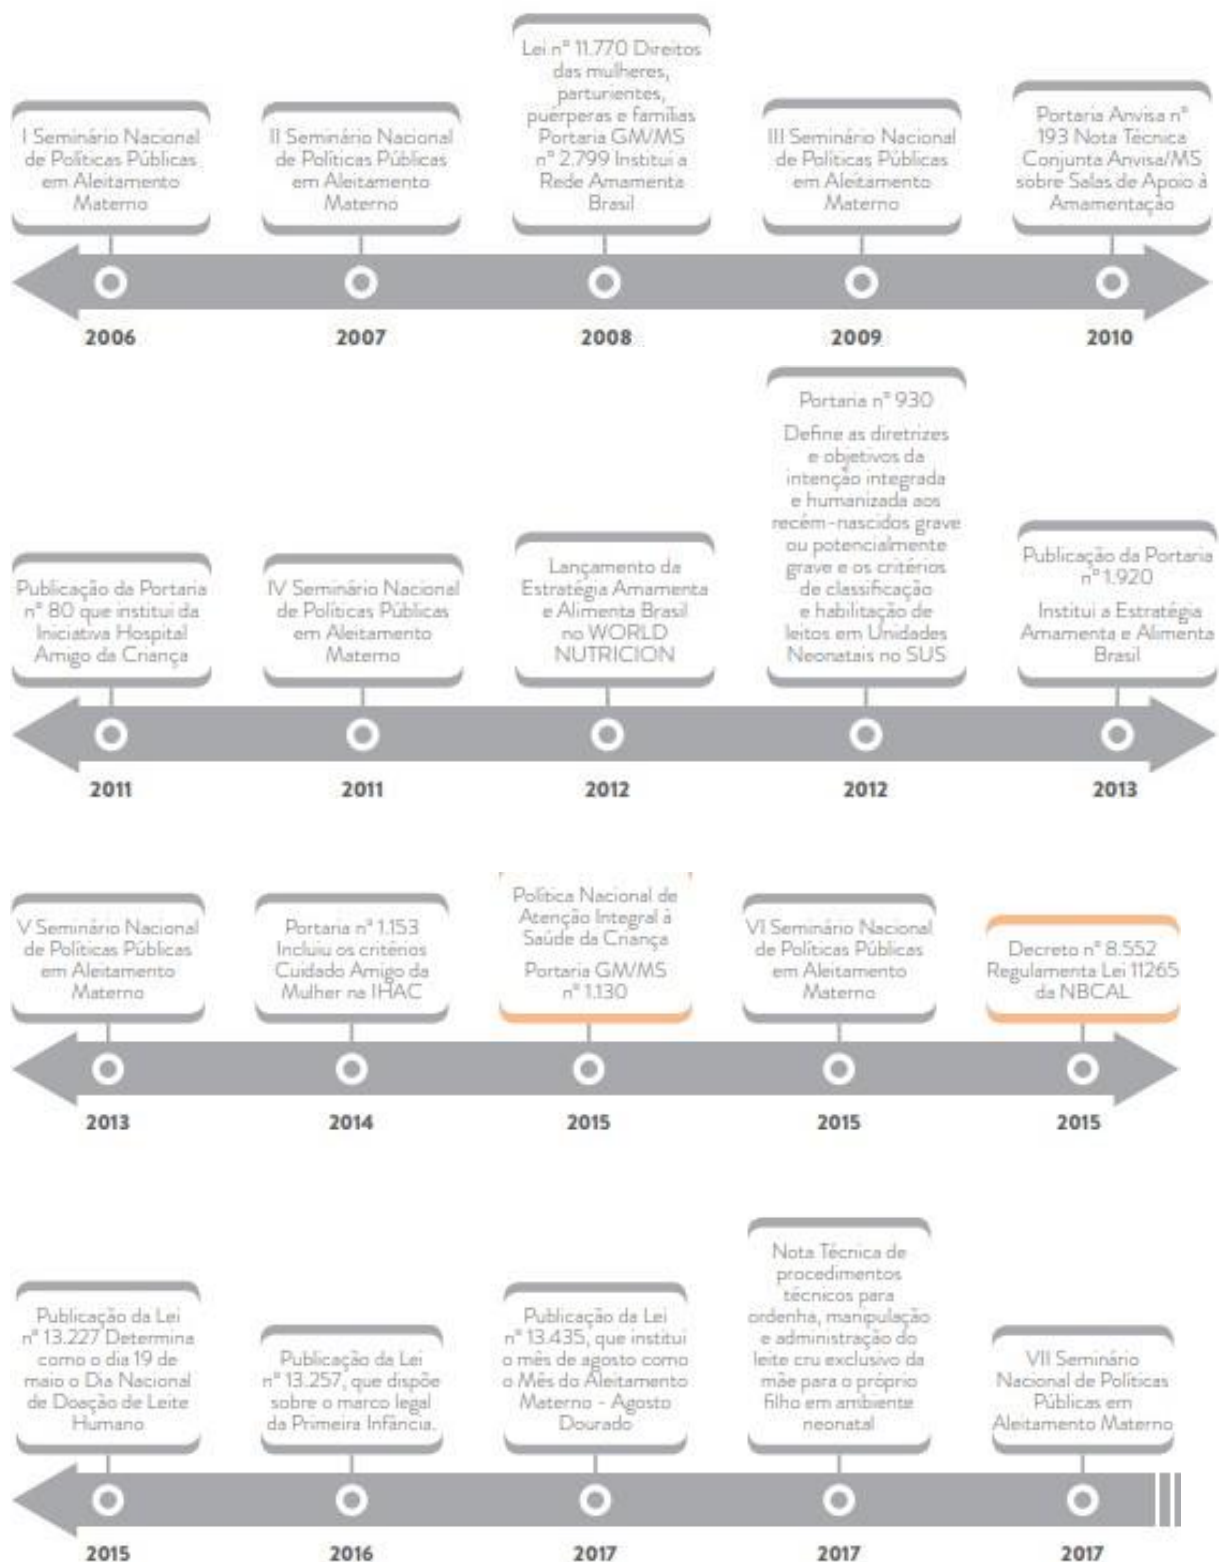 I Seminário Nacional
de Políticas Públicas
em Aleitamento
Materno
II Seminário Nacional
de Políticas Públicas
em Aleitamento
Materno
Lei nº 11.770 Direitos
das mulheres,
parturientes,
puérperas e famílias
Portaria GM/MS
nº 2.799 Institui a
Rede Amamenta
Brasil
III Seminário Nacional
de Políticas Públicas
em Aleitamento
Materno
Portaria Anvisa nº
193 Nota Técnica
Conjunta Anvisa/MS
sobre Salas de Apoio à
Amamentação
2006
2007
2008
2009
2010
Publicação da Portaria
nº 80 que institui da
Iniciativa Hospital
Amigo da Criança
IV Seminário Nacional
de Políticas Públicas
em Aleitamento
Materno
Lançamento da
Estratégia Amamenta
e Alimenta Brasil
no WORLD
NUTRICION
Portaria nº 930
Define as diretrizes
e objetivos da
intenção integrada
e humanizada aos
recém-nascidos grave
ou potencialmente
grave e os critérios
de classificação
e habilitação de
leitos em Unidades
Neonatais no SUS
Publicação da Portaria
nº 1.920
Institui a Estratégia
Amamenta e Alimenta
Brasil
2011
2011
2012
2012
2013
V Seminário Nacional
de Políticas Públicas
em Aleitamento
Materno
Portaria nº 1.153
Incluiu os critérios
Cuidado Amigo da
Mulher na IHAC
Política Nacional de
Atenção Integral à
Saúde da Criança
Portaria GM/MS
nº 1.130
VI Seminário Nacional
de Políticas Públicas
em Aleitamento
Materno
Decreto nº 8.552
Regulamenta Lei 11265
da NBCAL
2013
2014
2015
2015
2015
Publicação da Lei
nº 13.227 Determina
como o dia 19 de
maio o Dia Nacional
de Doação de Leite
Humano
Publicação da Lei
nº 13.257, que dispõe
sobre o marco legal
da Primeira Infância.
Publicação da Lei
nº 13.435, que institui
o mês de agosto como
o Mês do Aleitamento
Materno - Agosto
Dourado
Nota Técnica de
procedimentos
técnicos para
ordenha, manipulação
e administração do
leite cru exclusivo da
mãe para o próprio
filho em ambiente
neonatal
VII Seminário
Nacional de Políticas
Públicas em
Aleitamento Materno
2015
2016
2017
2017
2017